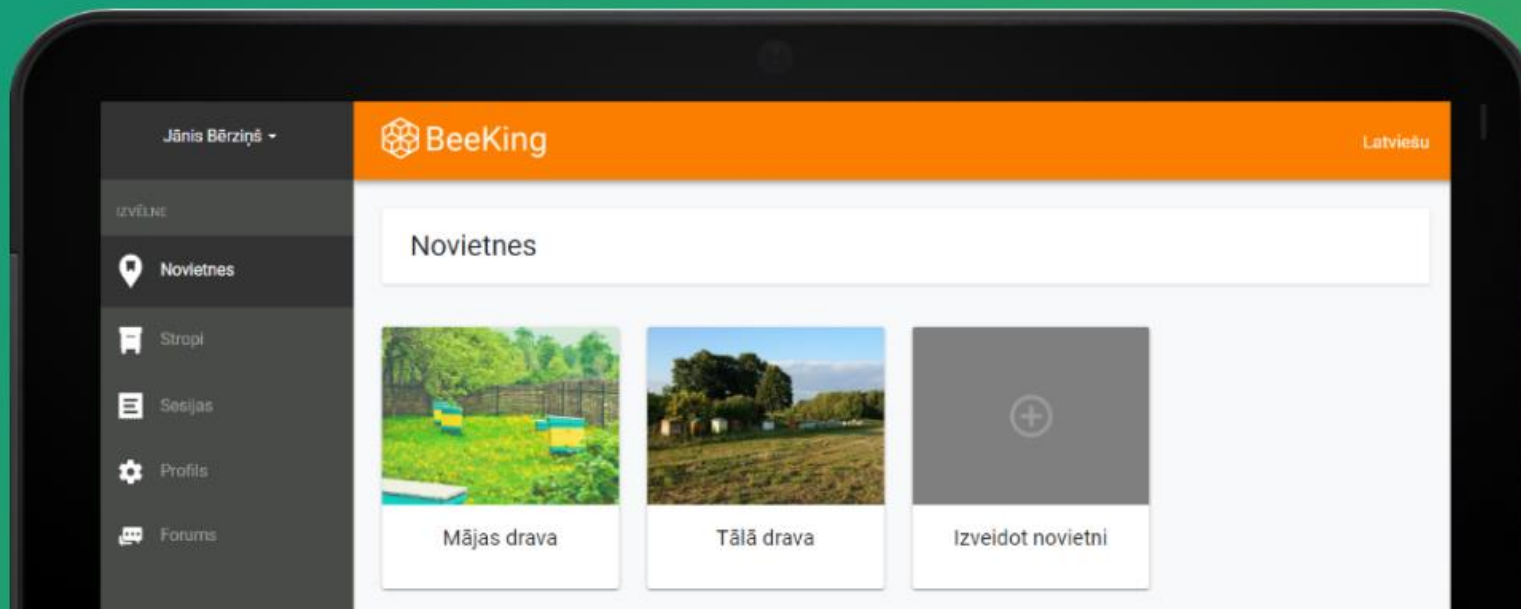 Jānis Bērziņš
BeeKing
Latviešu
IZVĒLNE
Novietnes
Stropi
Sesijas
Profils
Forums
Novietnes
Mājas drava
Tālā drava
Izveidot novietni